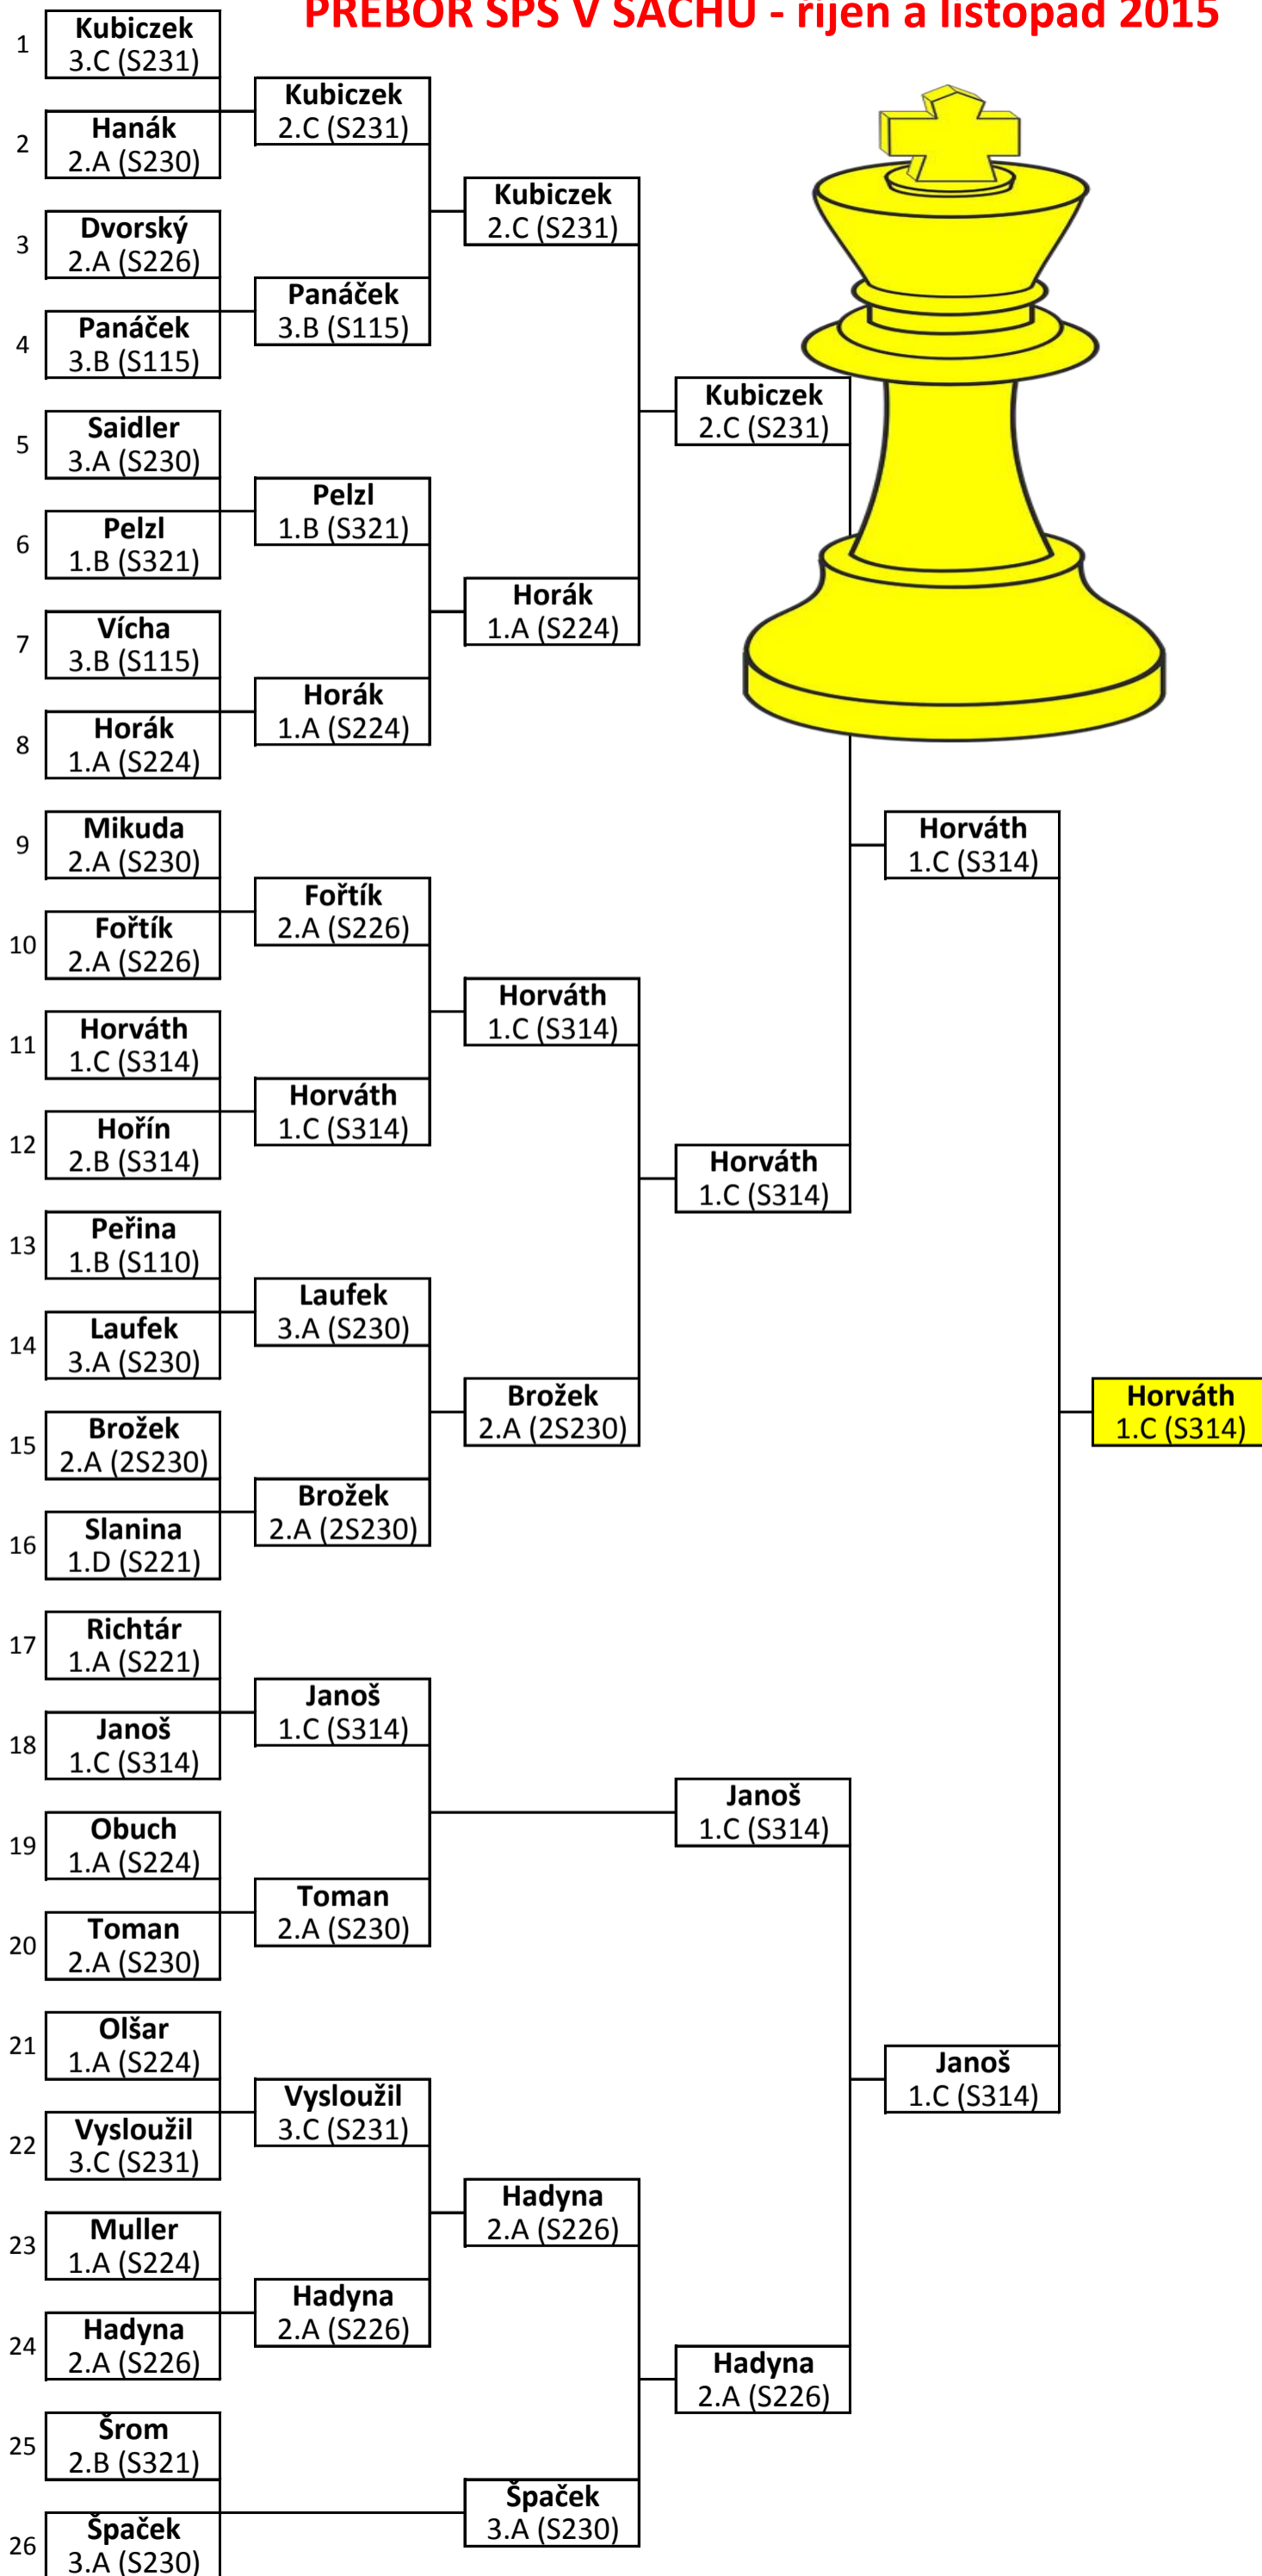 PŘEBOR SPŠ V ŠACHU - říjen a listopad 2015
1
Kubiczek
3.C (S231)
2
Hanák
2.A (S230)
3
Dvorský
2.A (S226)
4
Panáček
3.B (S115)
5
Saidler
3.A (S230)
6
Pelzl
1.B (S321)
7
Vícha
3.B (S115)
8
Horák
1.A (S224)
9
Mikuda
2.A (S230)
10
Fořtík
2.A (S226)
11
Horváth
1.C (S314)
12
Hořín
2.B (S314)
13
Peřina
1.B (S110)
14
Laufek
3.A (S230)
15
Brožek
2.A (2S230)
16
Slanina
1.D (S221)
17
Richtár
1.A (S221)
18
Janoš
1.C (S314)
19
Obuch
1.A (S224)
20
Toman
2.A (S230)
21
Olšar
1.A (S224)
22
Vysloužil
3.C (S231)
23
Muller
1.A (S224)
24
Hadyna
2.A (S226)
25
Šrom
2.B (S321)
26
Špaček
3.A (S230)
Kubiczek
2.C (S231)
Panáček
3.B (S115)
Pelzl
1.B (S321)
Horák
1.A (S224)
Fořtík
2.A (S226)
Horváth
1.C (S314)
Laufek
3.A (S230)
Brožek
2.A (2S230)
Janoš
1.C (S314)
Toman
2.A (S230)
Vysloužil
3.C (S231)
Hadyna
2.A (S226)
Kubiczek
2.C (S231)
Horák
1.A (S224)
Horváth
1.C (S314)
Brožek
2.A (2S230)
Hadyna
2.A (S226)
Špaček
3.A (S230)
Kubiczek
2.C (S231)
Horváth
1.C (S314)
Janoš
1.C (S314)
Hadyna
2.A (S226)
Horváth
1.C (S314)
Janoš
1.C (S314)
Horváth
1.C (S314)